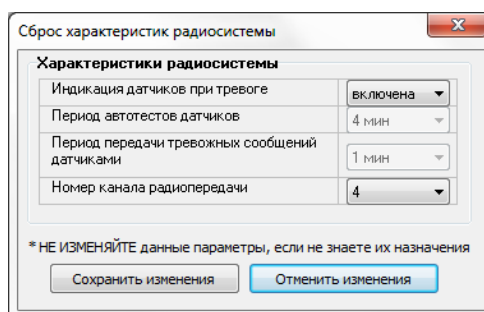 Сброс характеристик радиосистемы
Характеристики радиосистемы
Индикация датчиков при тревоге
включена
Период автотестов датчиков
4 мин
Период передачи тревожных сообщений
датчиками
1 мин
Номер канала радиопередачи
4
* НЕ ИЗМЕНЯЙТЕ данные параметры, если не знаете их назначения
Сохранить изменения
Отменить изменения